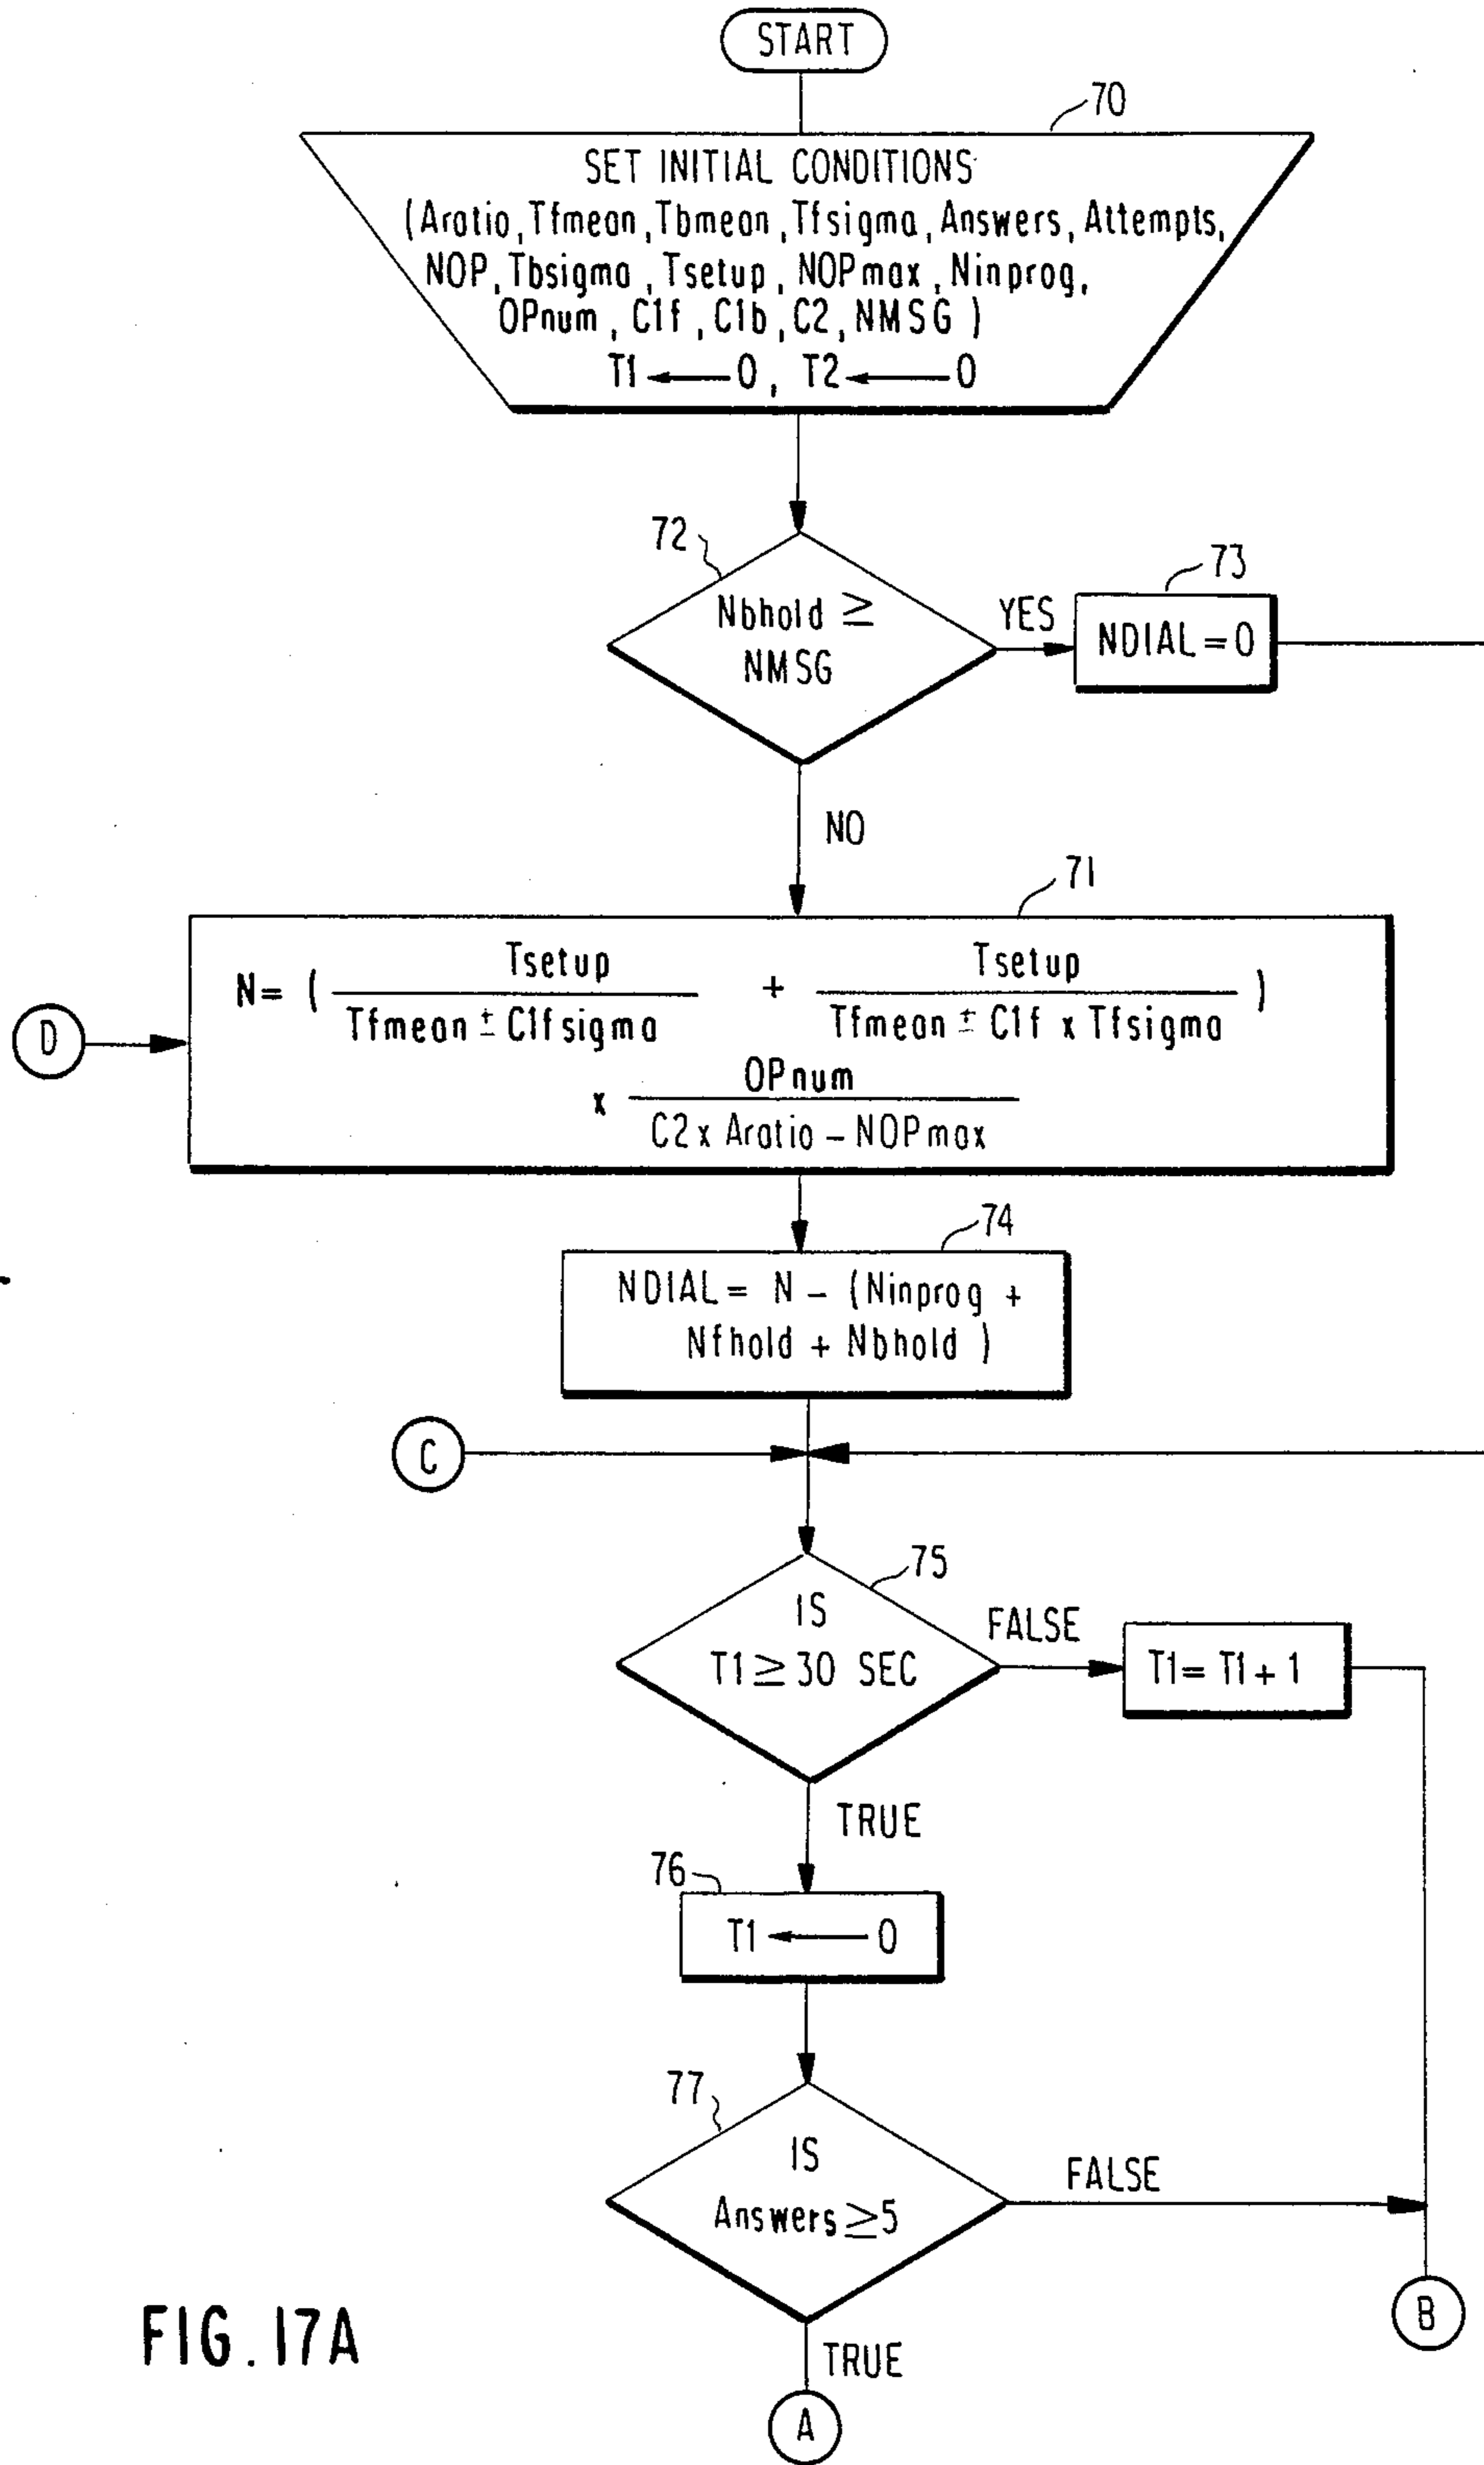 START
70
SET INITIAL CONDITIONS
(Aratio, Tfmean, Tbmean, Tfsigma, Answers, Attempts,
NOP, Tbsigma, Tsetup, NOPmax, Ninprog,
OPnum, C1f, C1b, C2, NMSG)
T1 ← 0, T2 ← 0
72
Nbhold ≥
NMSG
YES
73
NDIAL = 0
NO
71
N = ( Tsetup / Tfmean ± C1fsigma + Tsetup / Tfmean ± C1f x Tfsigma )
x OPnum / C2 x Aratio – NOPmax
D
74
NDIAL = N – (Ninprog +
Nfhold + Nbhold )
C
75
IS
T1 ≥ 30 SEC
FALSE
T1 = T1 + 1
TRUE
76
T1 ← 0
77
IS
Answers ≥ 5
FALSE
B
TRUE
A
FIG. 17A